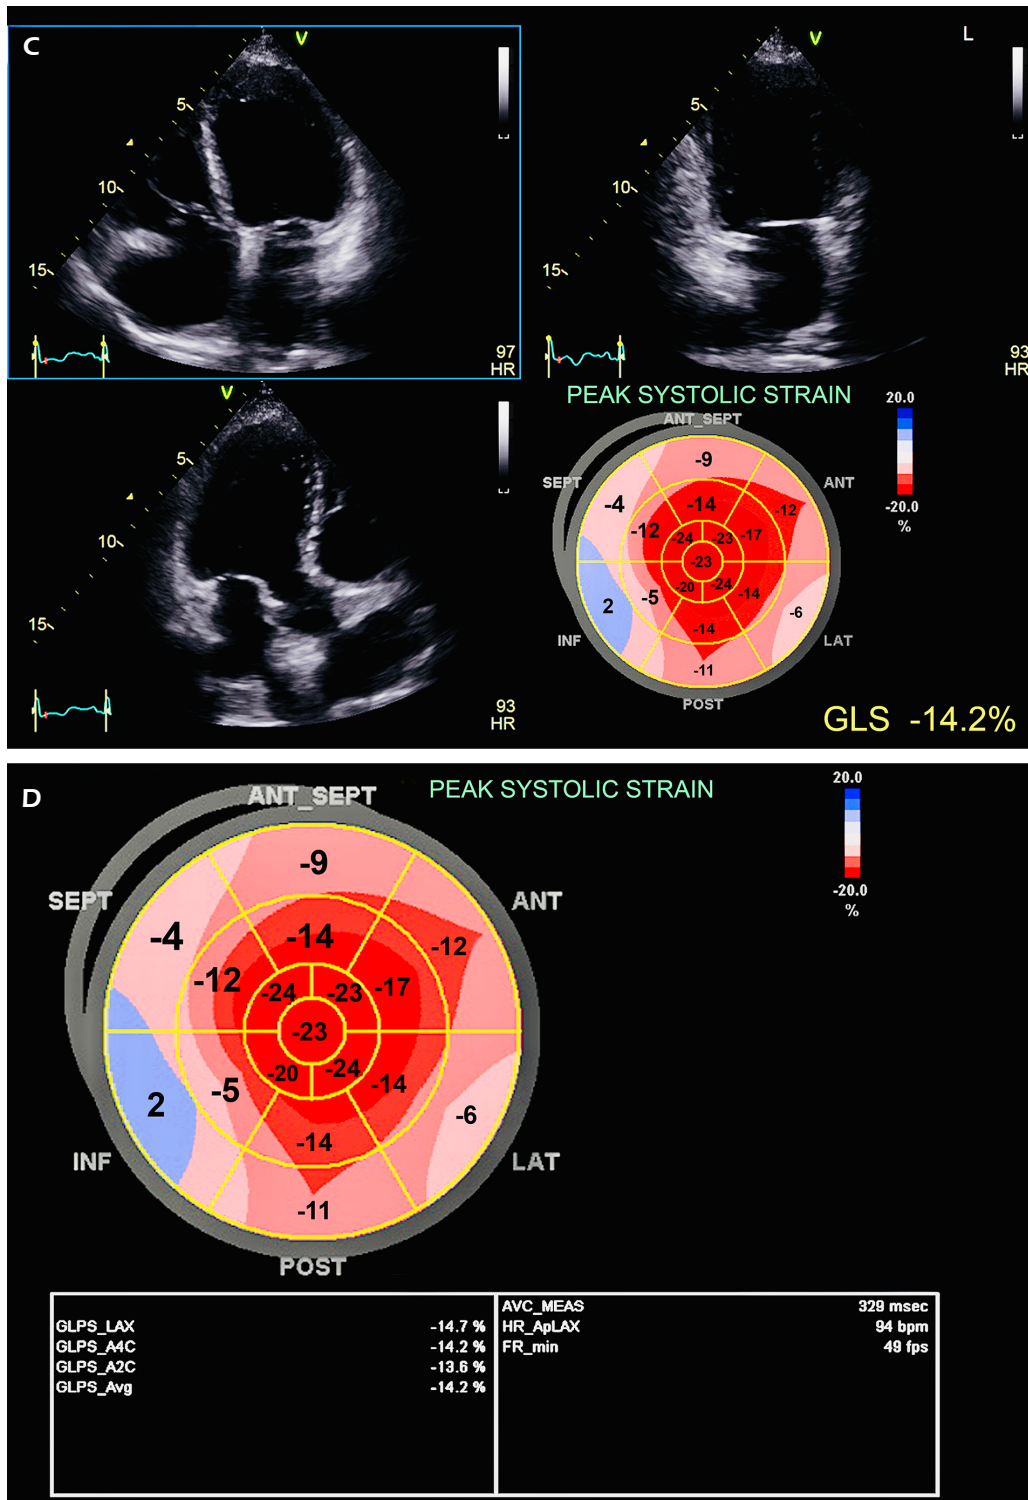 C
V
5
10
15
97
HR
V
L
5
10
15
93
HR
V
5
10
15
93
HR
PEAK SYSTOLIC STRAIN
ANT_SEPT
SEPT
ANT
INF
LAT
POST
-9
-4
-14
-12
-12
-24
-23
-17
-23
2
-5
-20
-24
-14
-6
-14
-11
20.0
-20.0
%
GLS -14.2%
D
PEAK SYSTOLIC STRAIN
ANT_SEPT
SEPT
ANT
INF
LAT
POST
-9
-4
-14
-12
-12
-24
-23
-17
-23
2
-5
-20
-24
-14
-6
-14
-11
20.0
-20.0
%
GLPS_LAX -14.7 %
GLPS_A4C -14.2 %
GLPS_A2C -13.6 %
GLPS_Avg -14.2 %
AVC_MEAS 329 msec
HR_ApLAX 94 bpm
FR_min 49 fps